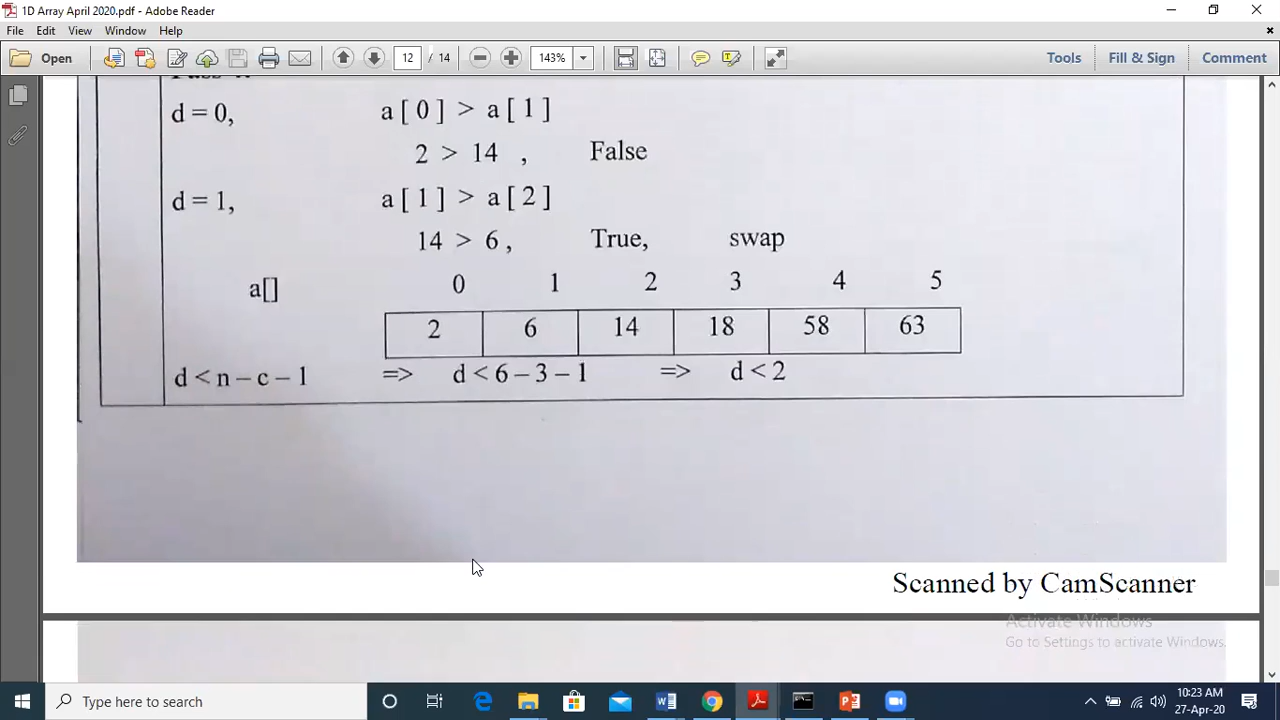 1D Array April 2020.pdf - Adobe Reader
File Edit View Window Help
Open 12 / 14 143% Tools Fill & Sign Comment
d = 0, a [ 0 ] > a [ 1 ]
2 > 14 , False
d = 1, a [ 1 ] > a [ 2 ]
14 > 6 , True, swap
a[] 0 1 2 3 4 5
2 6 14 18 58 63
d < n – c – 1 => d < 6 – 3 – 1 => d < 2
Scanned by CamScanner
Activate Windows
Go to Settings to activate Windows.
Type here to search
10:23 AM
27-Apr-20